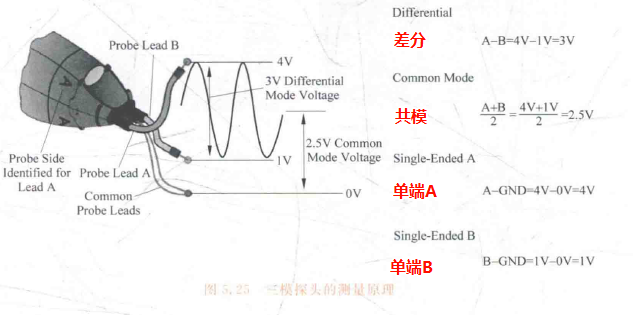 Differential
差分 A–B=4V–1V=3V
Common Mode
共模 A+B/2 = 4V+1V/2 =2.5V
Single-Ended A
单端A A–GND=4V–0V=4V
Single-Ended B
单端B B–GND=1V–0V=1V
Probe Lead B
4V
3V Differential
Mode Voltage
2.5V Common
Mode Voltage
1V
0V
A
A
Probe Side
Identified for
Lead A
Probe Lead A
Common
Probe Leads
图 5.25 三模探头的测量原理